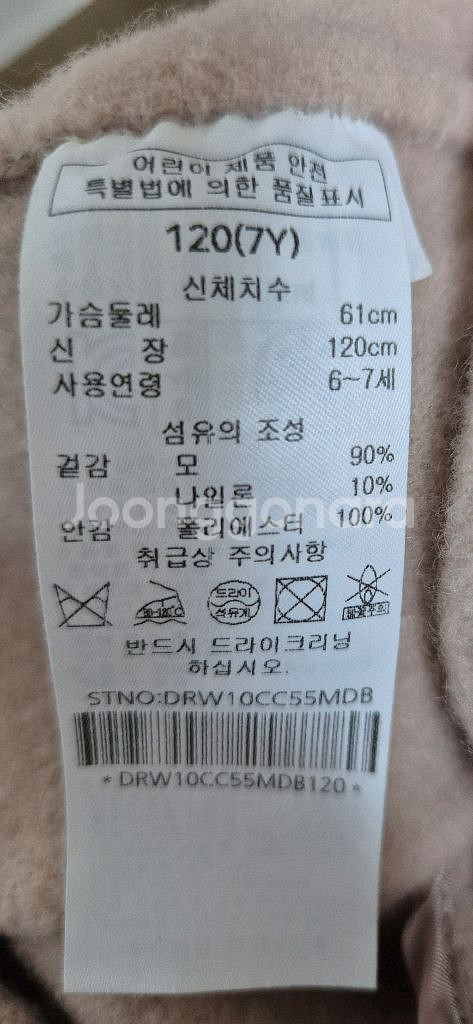 어린이 제품 안전
특별법에 의한 품질표시
120(7Y)
신체치수
가슴둘레 61cm
신 장 120cm
사용연령 6~7세
섬유의 조성
겉감 모 90%
나일론 10%
안감 폴리에스터 100%
Joonggonara
취급상 주의사항
드라이
석유계
반드시 드라이크리닝
하십시오.
STNO:DRW10CC55MDB
*DRW10CC55MDB120*